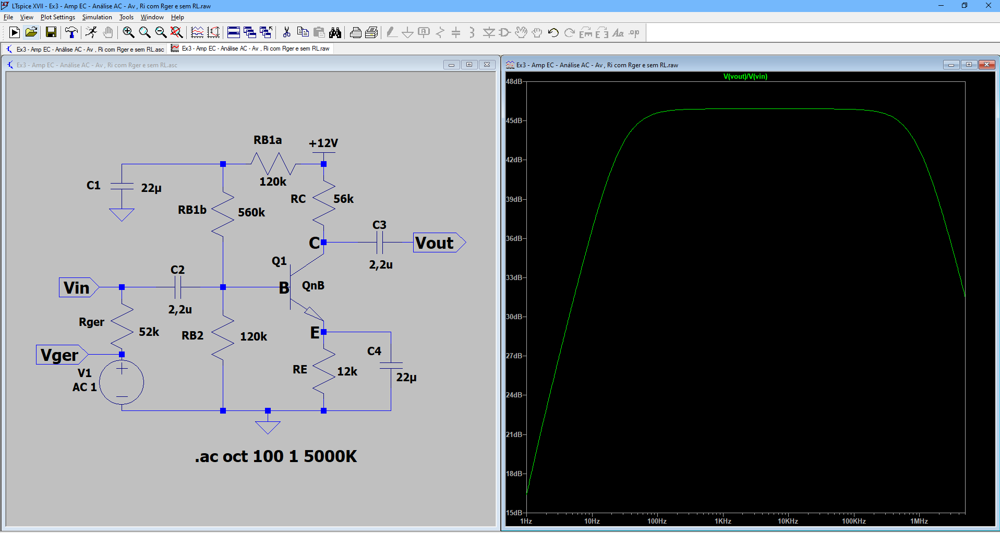 LTspice XVII - Ex3 - Amp EC - Análise AC - Av , Ri com Rger e sem RL.raw
File View Plot Settings Simulation Tools Window Help
Ex3 - Amp EC - Análise AC - Av , Ri com Rger e sem RL.asc
Ex3 - Amp EC - Análise AC - Av , Ri com Rger e sem RL.raw
Ex3 - Amp EC - Análise AC - Av , Ri com Rger e sem RL.asc
RB1a
+12V
120k
C1
22µ
RC
56k
RB1b
560k
C3
C
Vout
Q1
2,2u
C2
Vin
B
QnB
2,2u
Rger
52k
RB2
120k
E
C4
Vger
V1
AC 1
RE
12k
22µ
.ac oct 100 1 5000K
Ex3 - Amp EC - Análise AC - Av , Ri com Rger e sem RL.raw
V(vout)/V(vin)
48dB
45dB
42dB
39dB
36dB
33dB
30dB
27dB
24dB
21dB
18dB
15dB
1Hz 10Hz 100Hz 1KHz 10KHz 100KHz 1MHz